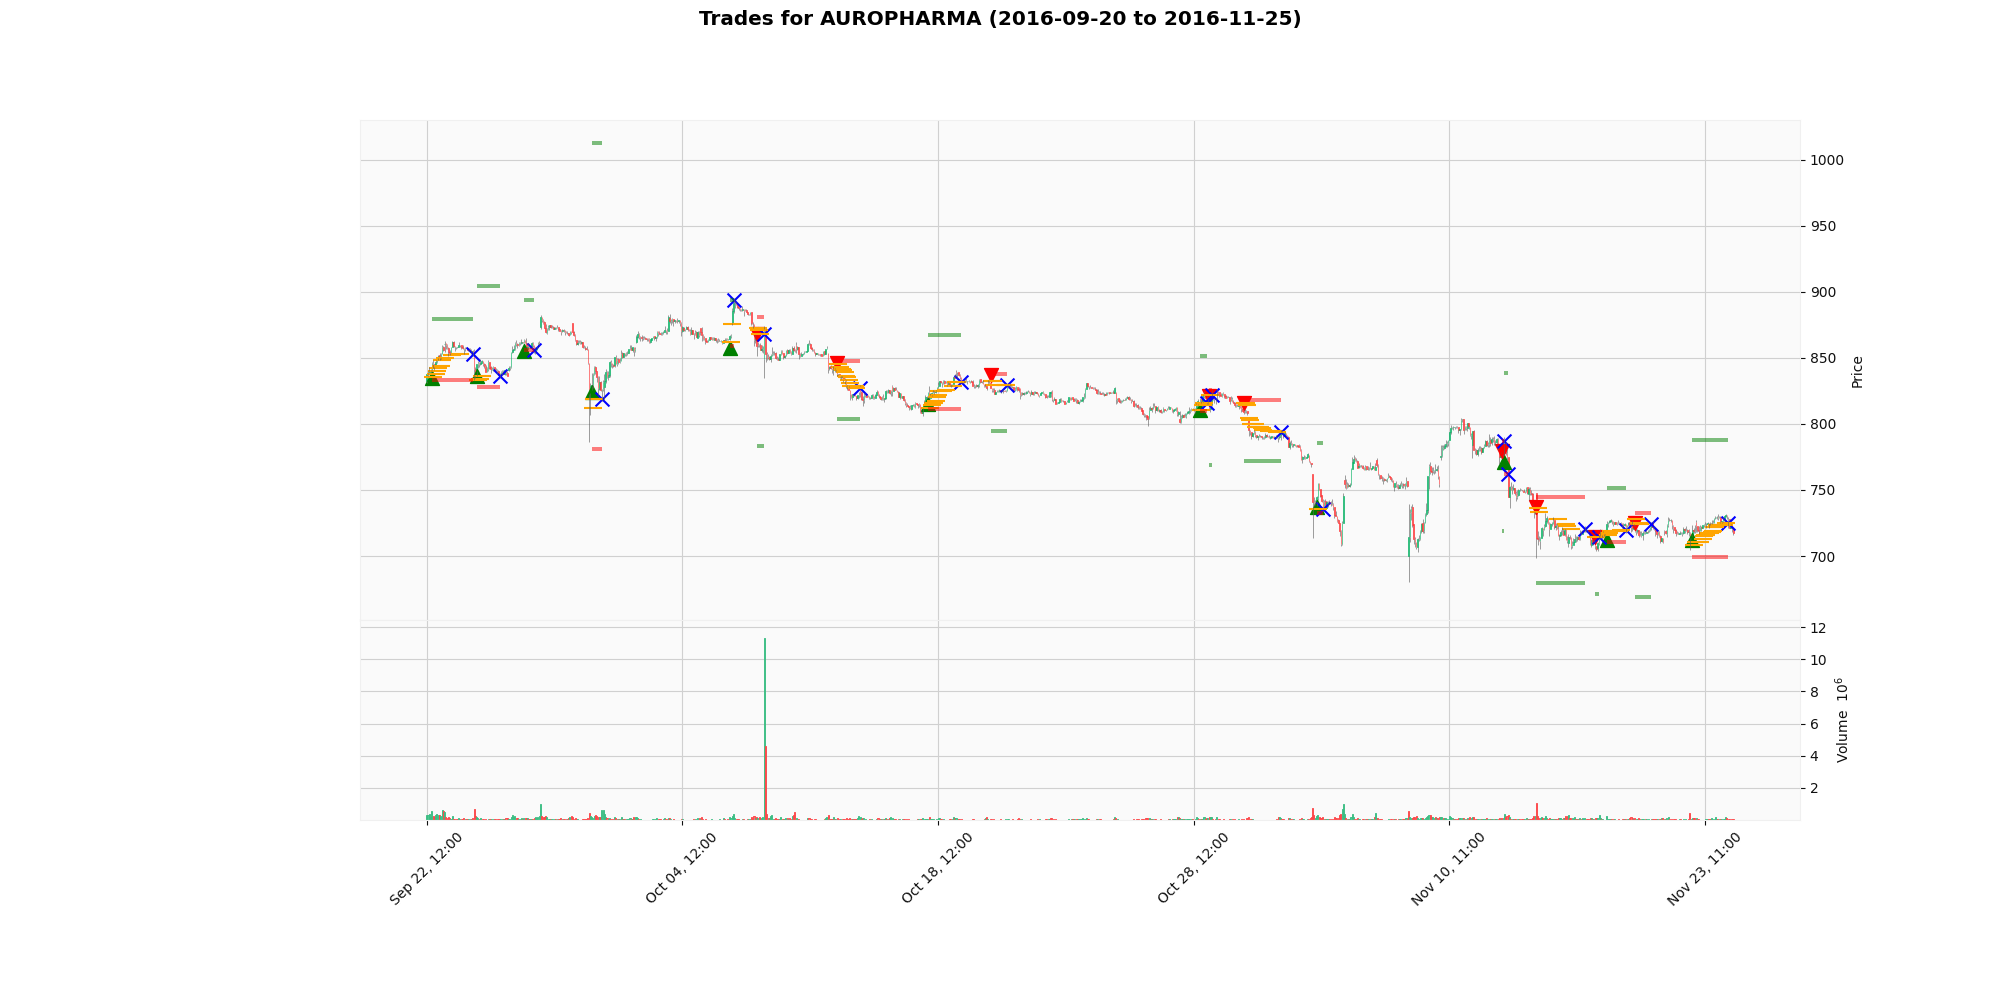 Trades for AUROPHARMA (2016-09-20 to 2016-11-25)
1000
950
900
850
800
750
700
Price
12
10
8
6
4
2
Volume 10^6
Sep 22, 12:00
Oct 04, 12:00
Oct 18, 12:00
Oct 28, 12:00
Nov 10, 11:00
Nov 23, 11:00